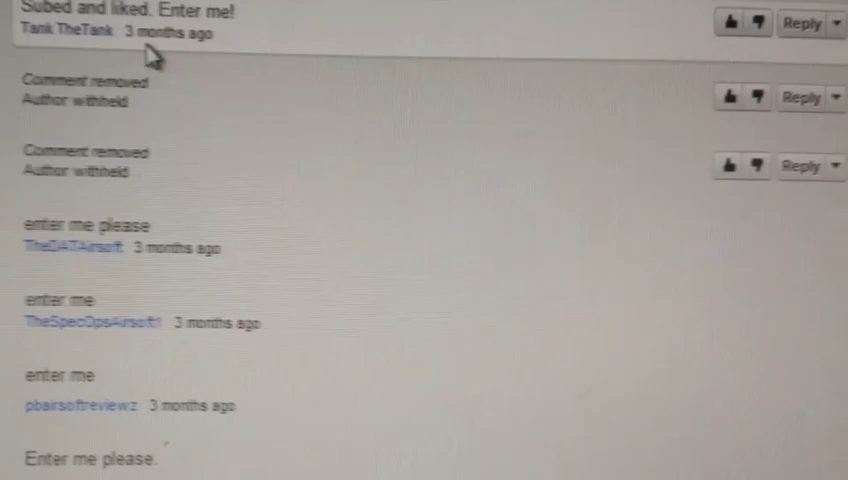 Subed and liked. Enter me!
Tank TheTank 3 months ago
Reply
Comment removed
Author withheld
Reply
Comment removed
Author withheld
Reply
enter me please
TheDATAirsoft 3 months ago
enter me
TheSpecOpsAirsoft1 3 months ago
enter me
pbairsoftreviewz 3 months ago
Enter me please.